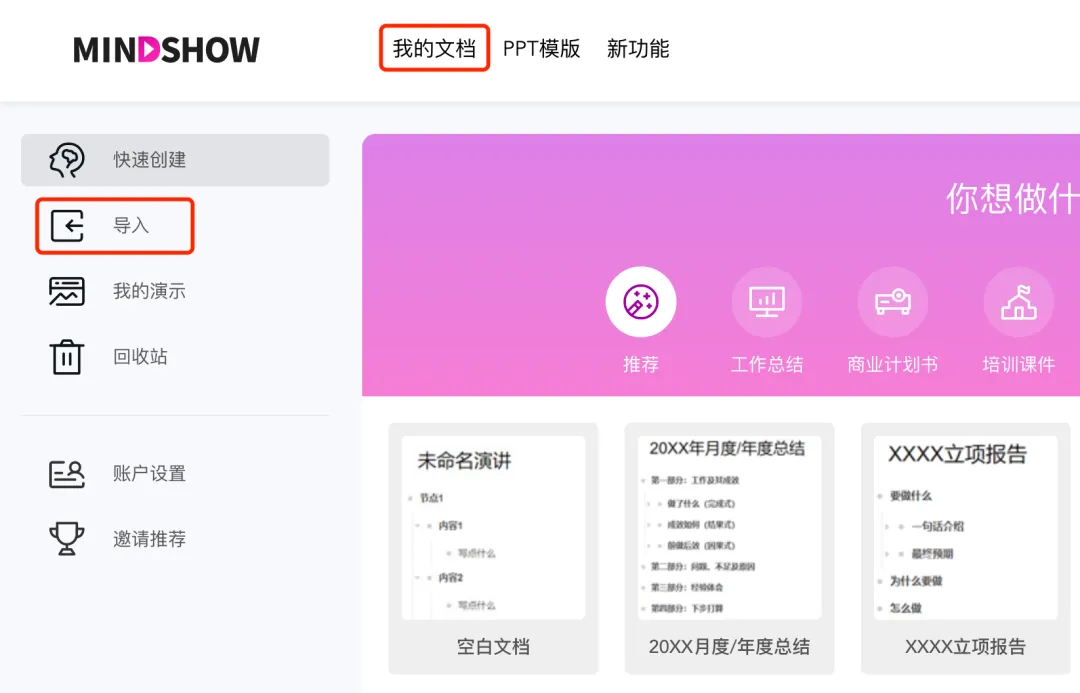 MINDSHOW
我的文档 PPT模版 新功能
快速创建
导入
我的演示
回收站
账户设置
邀请推荐
你想做什
推荐 工作总结 商业计划书 培训课件
未命名演讲
节点1
内容1
写点什么
内容2
写点什么
空白文档
20XX年月度/年度总结
第一部分：工作及其成效
做了什么（完成式）
成效如何（结果式）
前做后效（因果式）
第二部分：问题、不足及原因
第三部分：经验体会
第四部分：下步打算
20XX月度/年度总结
XXXX立项报告
要做什么
一句话介绍
最终预期
为什么要做
怎么做
XXXX立项报告